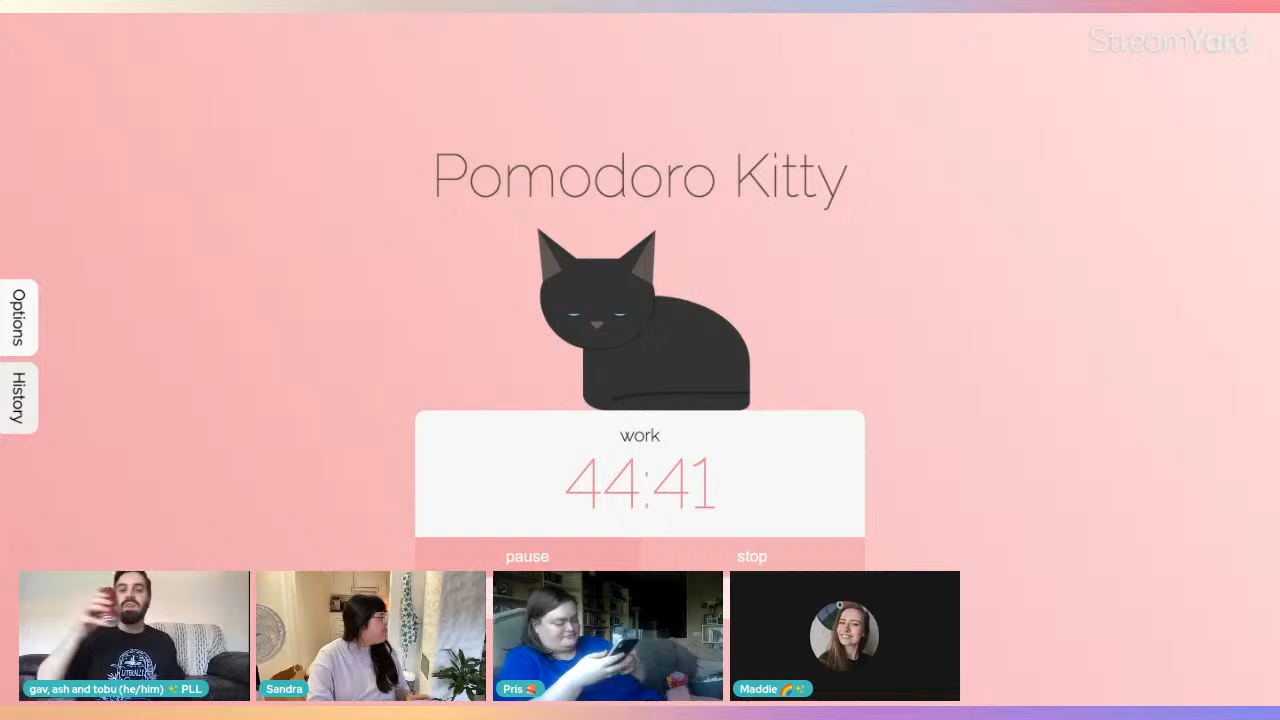 StreamYard
Pomodoro Kitty
Options
History
work
44:41
pause
stop
gav, ash and tobu (he/him) ✨ PLL
Sandra
Pris
Maddie 🌈✨